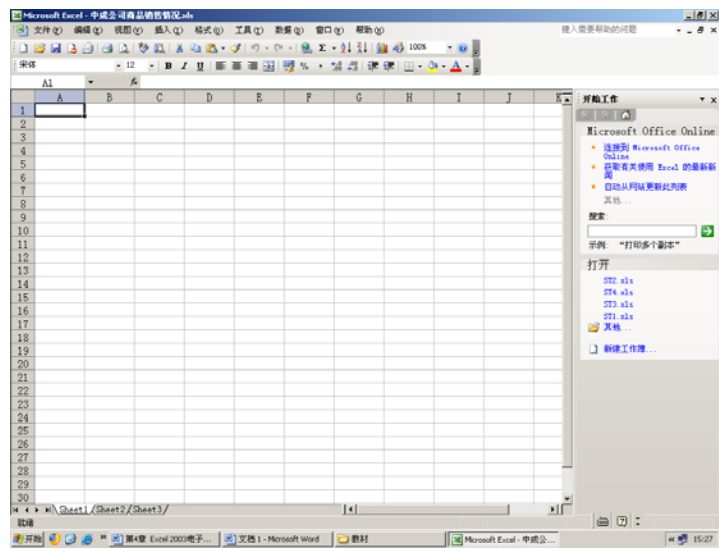 Microsoft Excel - 中成公司商品销售情况.xls
文件(F) 编辑(E) 视图(V) 插入(I) 格式(O) 工具(T) 数据(D) 窗口(W) 帮助(H) 键入需要帮助的问题
100%
宋体 12 B I U
A1 fx
A B C D E F G H I J K
1
2
3
4
5
6
7
8
9
10
11
12
13
14
15
16
17
18
19
20
21
22
23
24
25
26
27
28
29
30
开始工作
Microsoft Office Online
连接到 Microsoft Office Online
获取有关使用 Excel 的最新新闻
自动从网站更新此列表
其他...
搜索:
示例: “打印多个副本”
打开
ST2.xls
ST4.xls
ST3.xls
ST1.xls
其他...
新建工作簿...
Sheet1 Sheet2 Sheet3
就绪
开始 第4章 Excel 2003电子... 文档 1 - Microsoft Word 教材 Microsoft Excel - 中成公... 15:27